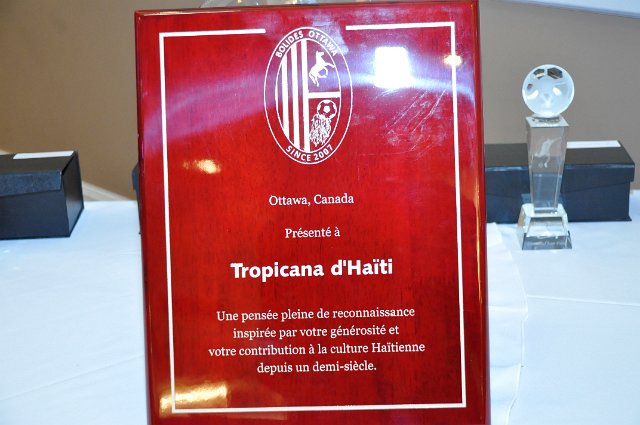 BOLIDES OTTAWA
SINCE 2007
Ottawa, Canada
Présenté à
Tropicana d'Haïti
Une pensée pleine de reconnaissance
inspirée par votre générosité et
votre contribution à la culture Haïtienne
depuis un demi-siècle.